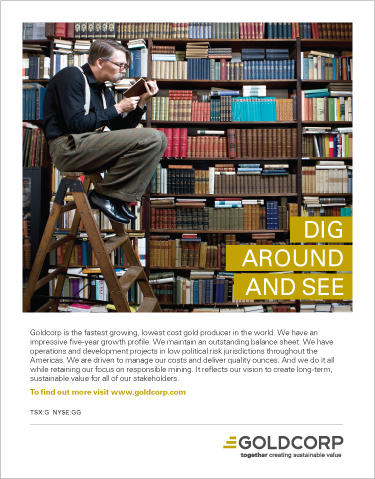 DIG
AROUND
AND SEE
Goldcorp is the fastest growing, lowest cost gold producer in the world. We have an
impressive five-year growth profile. We maintain an outstanding balance sheet. We have
operations and development projects in low political risk jurisdictions throughout the
Americas. We are driven to manage our costs and deliver quality ounces. And we do it all
while retaining our focus on responsible mining. It reflects our vision to create long-term,
sustainable value for all of our stakeholders.
To find out more visit www.goldcorp.com
TSX:G NYSE:GG
GOLDCORP
together creating sustainable value